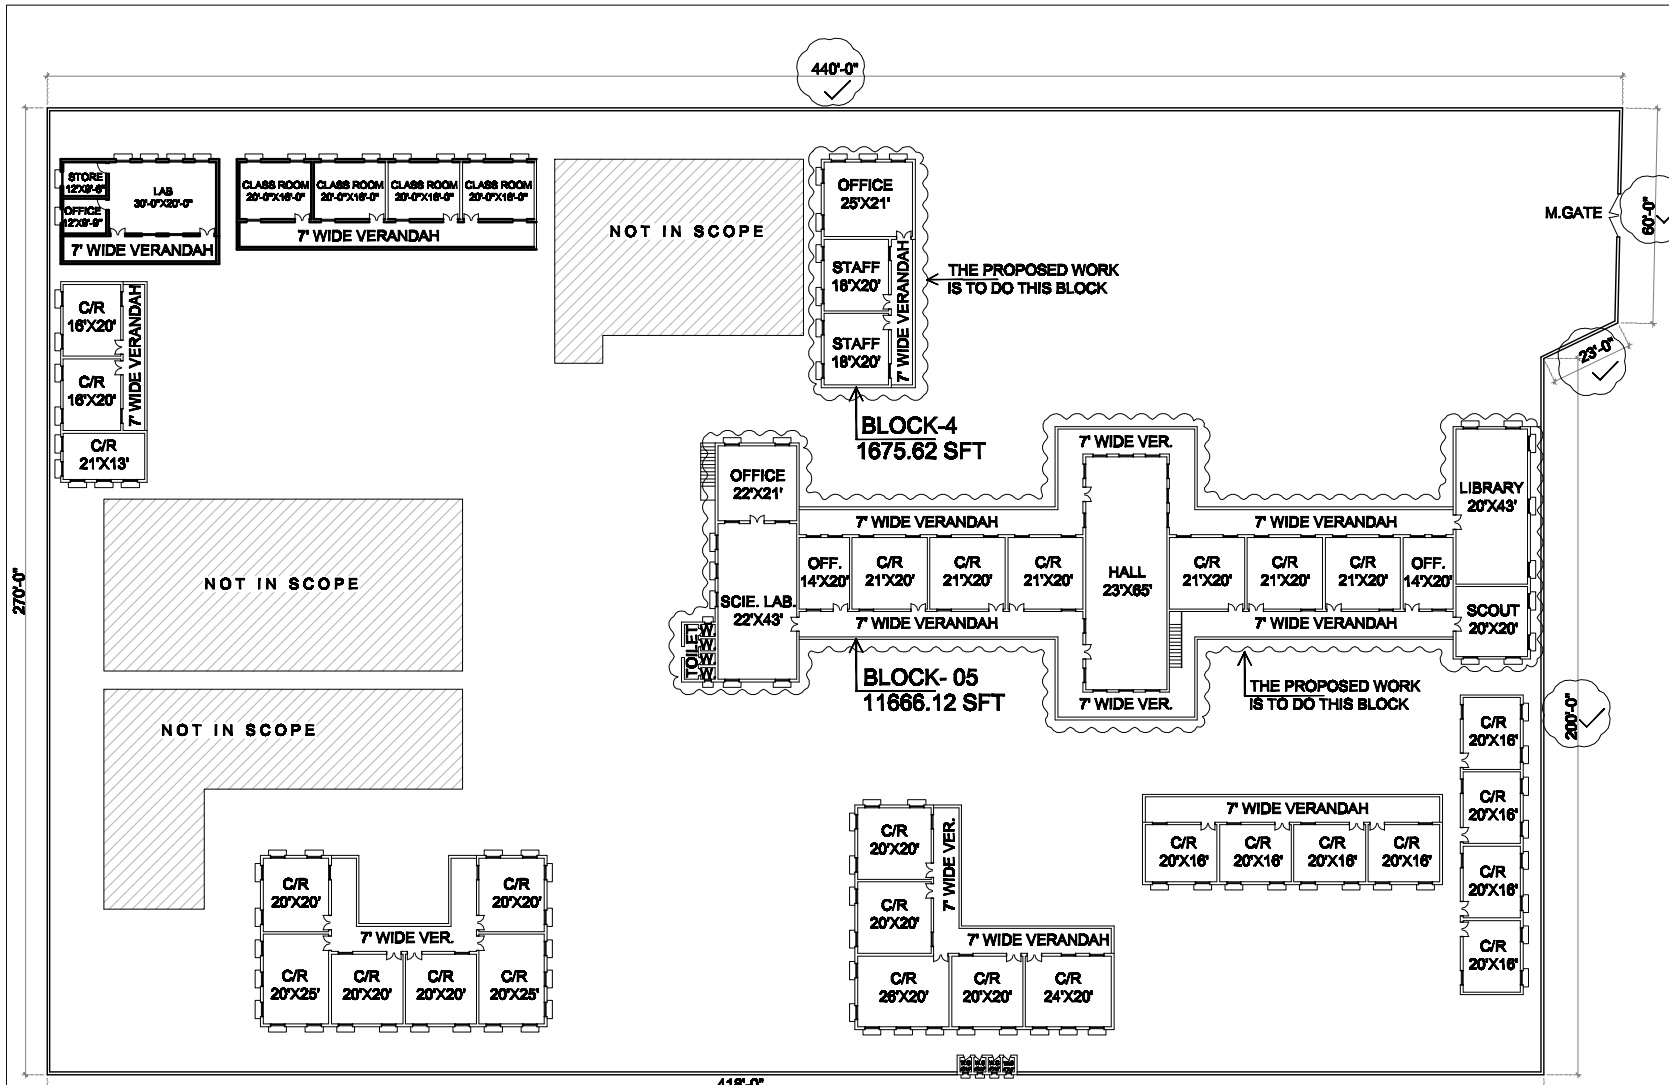 440'-0"
STORE
12'X9'-6"
LAB
30'-0"X20'-0"
OFFICE
12'X9'-9"
7' WIDE VERANDAH
CLASS ROOM
20'-0"X16'-0"
CLASS ROOM
20'-0"X16'-0"
CLASS ROOM
20'-0"X16'-0"
CLASS ROOM
20'-0"X16'-0"
7' WIDE VERANDAH
NOT IN SCOPE
OFFICE
25'X21'
STAFF
18'X20'
STAFF
18'X20'
7' WIDE VERANDAH
THE PROPOSED WORK
IS TO DO THIS BLOCK
M.GATE
60'-0"
23'-0"
C/R
16'X20'
C/R
16'X20'
7' WIDE VERANDAH
C/R
21'X13'
BLOCK-4
1675.62 SFT
270'-0"
NOT IN SCOPE
OFFICE
22'X21'
7' WIDE VER.
LIBRARY
20'X43'
7' WIDE VERANDAH
7' WIDE VERANDAH
OFF.
14'X20'
C/R
21'X20'
C/R
21'X20'
C/R
21'X20'
HALL
23'X65'
C/R
21'X20'
C/R
21'X20'
C/R
21'X20'
OFF.
14'X20'
SCIE. LAB.
22'X43'
SCOUT
20'X20'
7' WIDE VERANDAH
7' WIDE VERANDAH
TOILET
W.
W.
W.
W.
BLOCK- 05
11666.12 SFT
7' WIDE VER.
THE PROPOSED WORK
IS TO DO THIS BLOCK
200'-0"
NOT IN SCOPE
C/R
20'X16'
C/R
20'X16'
C/R
20'X16'
C/R
20'X16'
7' WIDE VERANDAH
C/R
20'X16'
C/R
20'X16'
C/R
20'X16'
C/R
20'X16'
C/R
20'X20'
C/R
20'X20'
7' WIDE VER.
C/R
20'X25'
C/R
20'X20'
C/R
20'X20'
C/R
20'X25'
C/R
20'X20'
C/R
20'X20'
7' WIDE VER.
7' WIDE VERANDAH
C/R
26'X20'
C/R
20'X20'
C/R
24'X20'
418'-0"